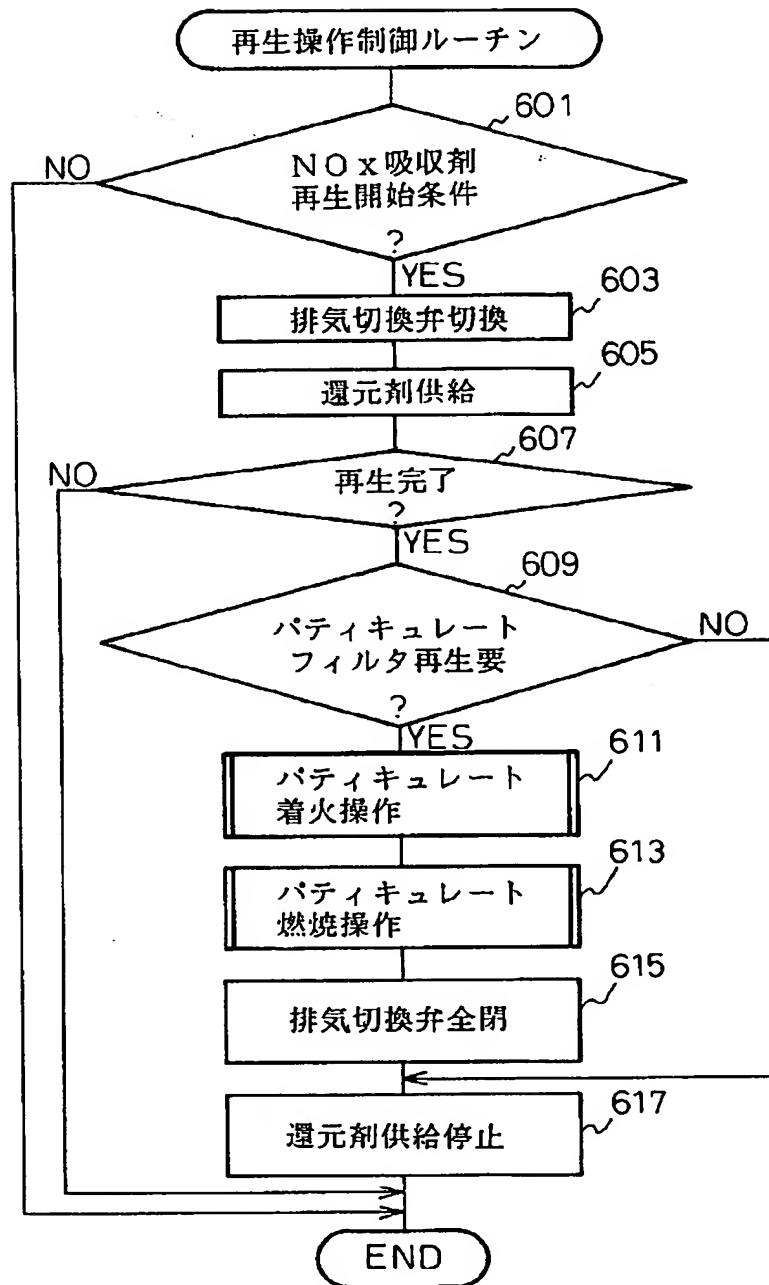 再生操作制御ルーチン
601
NO
NOx吸収剤
再生開始条件
?
YES
603
排気切換弁切換
605
還元剤供給
607
NO
再生完了
?
YES
609
パティキュレート
フィルタ再生要
NO
?
YES
611
パティキュレート
着火操作
613
パティキュレート
燃焼操作
615
排気切換弁全閉
617
還元剤供給停止
END